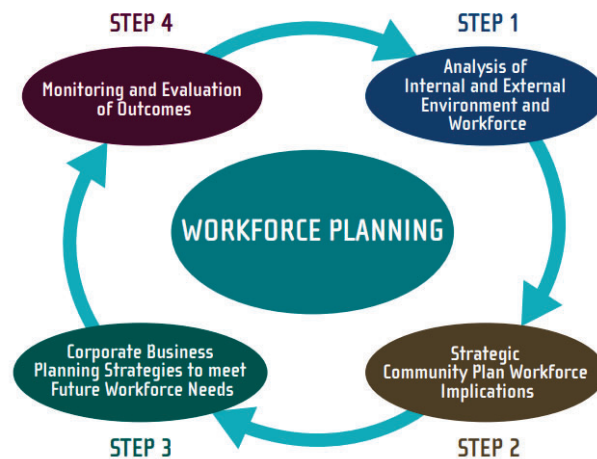 STEP 4
Monitoring and Evaluation
of Outcomes
STEP 1
Analysis of
Internal and External
Environment and
Workforce
WORKFORCE PLANNING
Corporate Business
Planning Strategies to meet
Future Workforce Needs
STEP 3
Strategic
Community Plan Workforce
Implications
STEP 2